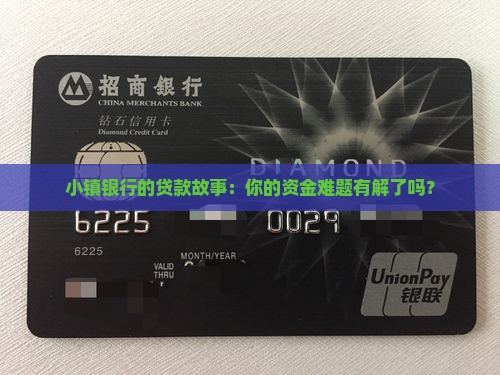 招商銀行
CHINA MERCHANTS BANK
钻石信用卡
Diamond Credit Card
DIAMOND
小镇银行的贷款故事：你的资金难题有解了吗？
6225 0029
6225
MONTH/YEAR
VALID
THRU
UnionPay
银联